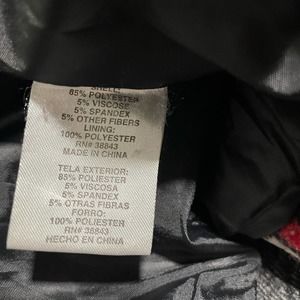 SHELL:
85% POLYESTER
5% VISCOSE
5% SPANDEX
5% OTHER FIBERS
LINING:
100% POLYESTER
RN# 38843
MADE IN CHINA
TELA EXTERIOR:
85% POLIESTER
5% VISCOSA
5% SPANDEX
5% OTRAS FIBRAS
FORRO:
100% POLIESTER
RN# 38843
HECHO EN CHINA